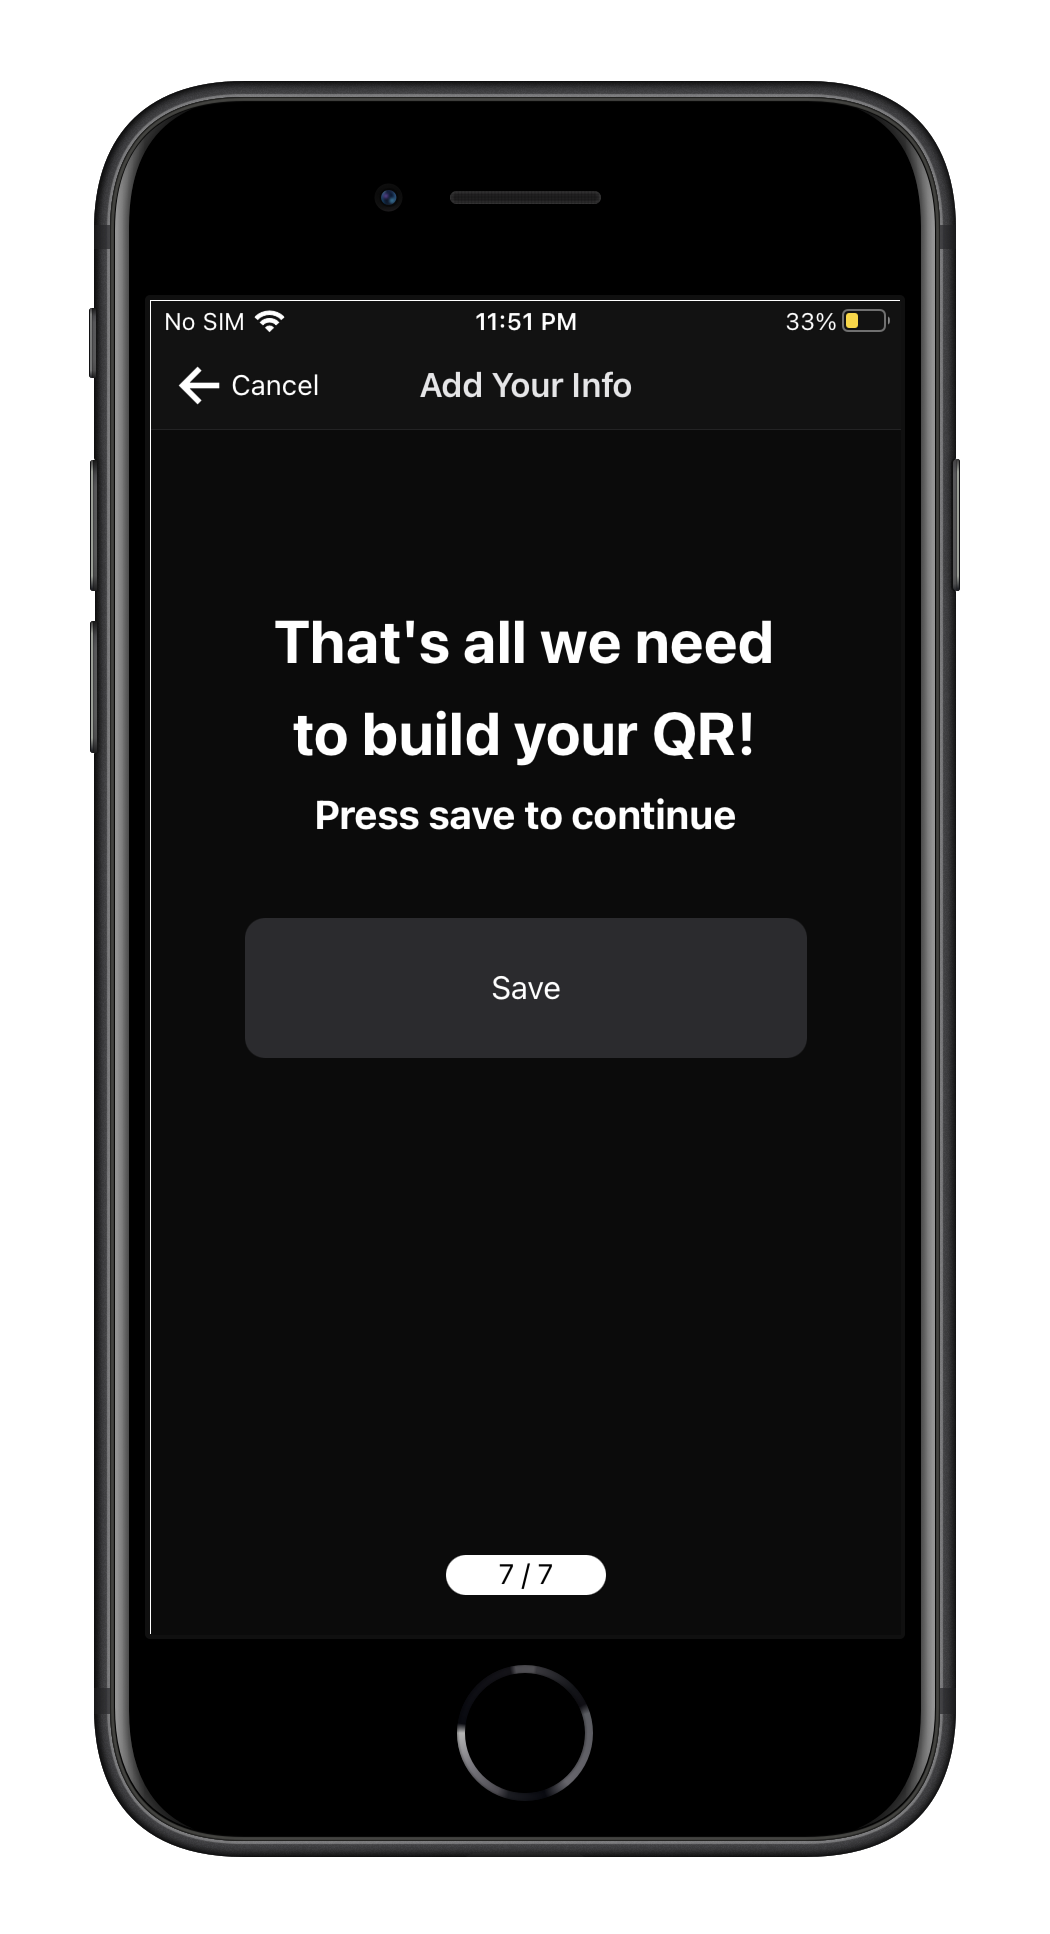 No SIM 11:51 PM 33%
Cancel Add Your Info
That's all we need
to build your QR!
Press save to continue
Save
7 / 7